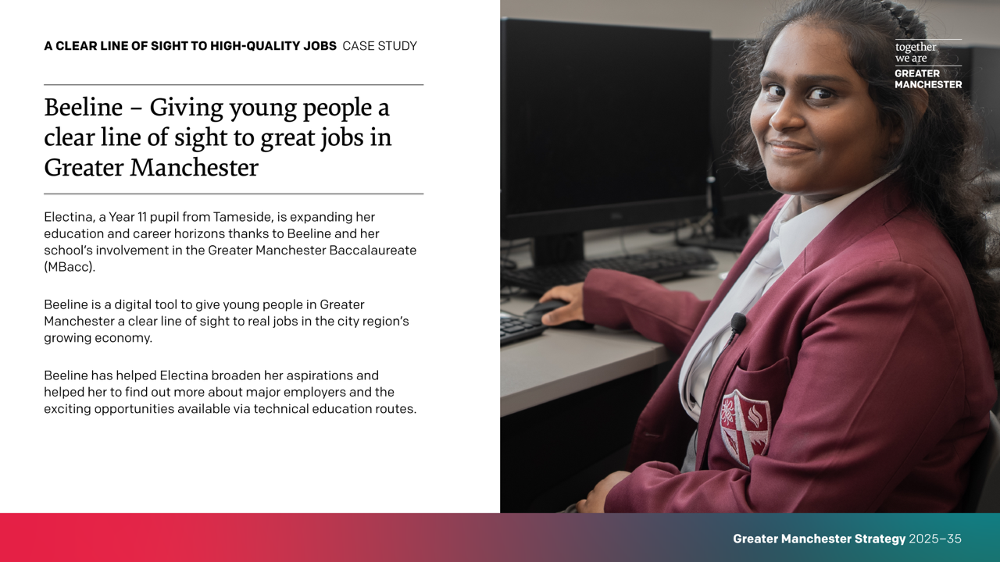 A CLEAR LINE OF SIGHT TO HIGH-QUALITY JOBS CASE STUDY
Beeline – Giving young people a
clear line of sight to great jobs in
Greater Manchester
Electina, a Year 11 pupil from Tameside, is expanding her
education and career horizons thanks to Beeline and her
school’s involvement in the Greater Manchester Baccalaureate
(MBacc).
Beeline is a digital tool to give young people in Greater
Manchester a clear line of sight to real jobs in the city region’s
growing economy.
Beeline has helped Electina broaden her aspirations and
helped her to find out more about major employers and the
exciting opportunities available via technical education routes.
together
we are
GREATER
MANCHESTER
Greater Manchester Strategy 2025–35